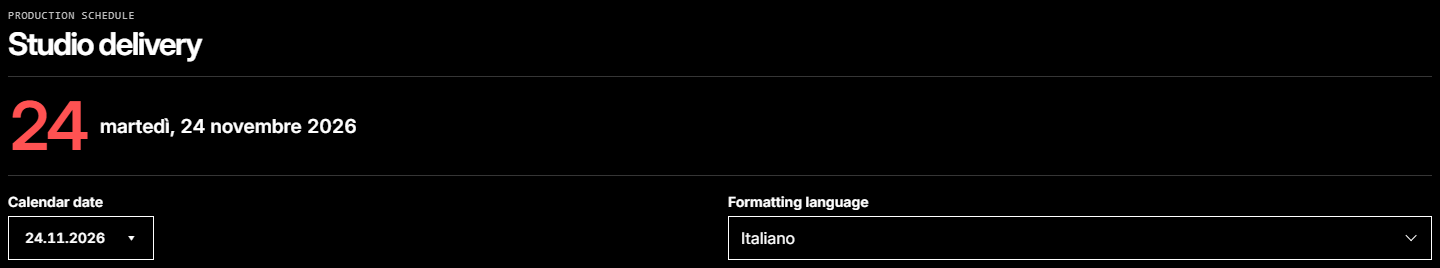 PRODUCTION SCHEDULE
Studio delivery
24
martedì, 24 novembre 2026
Calendar date
Formatting language
24.11.2026
Italiano